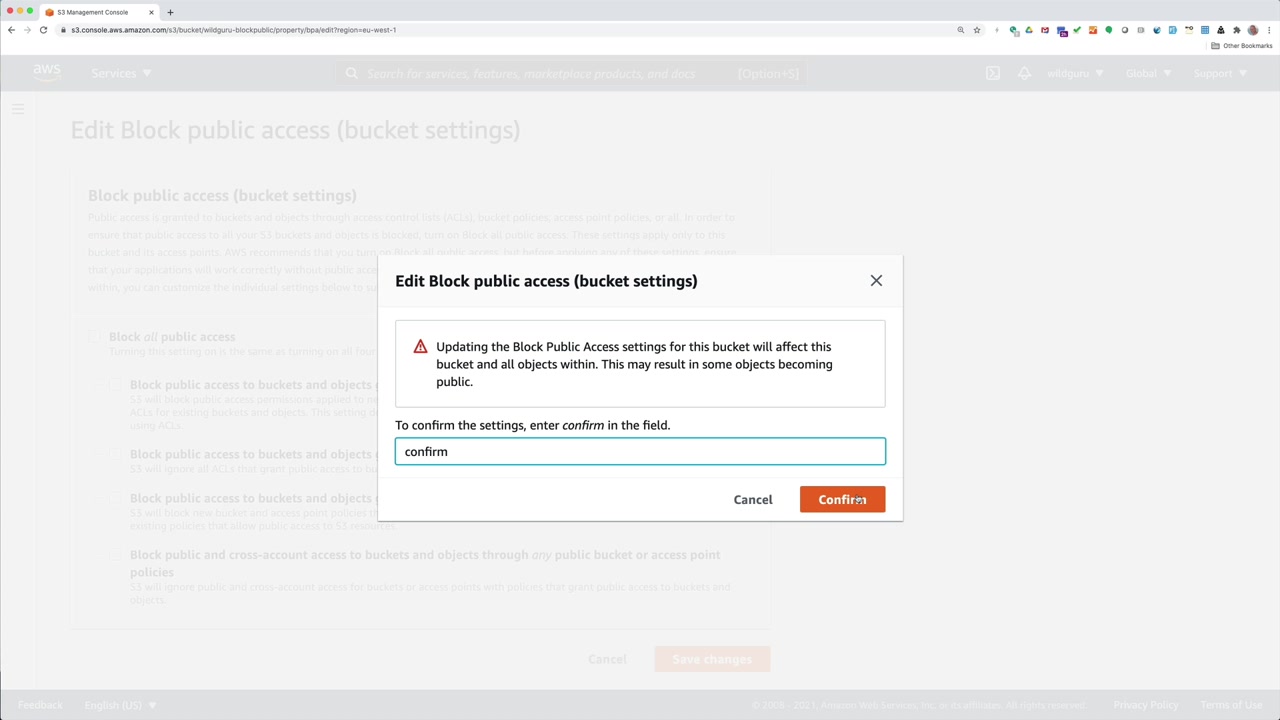 S3 Management Console
s3.console.aws.amazon.com/s3/bucket/wildguru-blockpublic/property/bpa/edit?region=eu-west-1
Other Bookmarks
aws
Services
Search for services, features, marketplace products, and docs
[Option+S]
wildguru
Global
Support
Edit Block public access (bucket settings)
Block public access (bucket settings)
Public access is granted to buckets and objects through access control lists (ACLs), bucket policies, access point policies, or all. In order to
ensure that public access to all your S3 buckets and objects is blocked, turn on Block all public access. These settings apply only to this
bucket and its access points. AWS recommends that you turn on Block all public access, but before applying any of these settings, ensure
that your applications will work correctly without public acce
within, you can customize the individual settings below to su
Block all public access
Turning this setting on is the same as turning on all four
Block public access to buckets and objects g
S3 will block public access permissions applied to ne
ACLs for existing buckets and objects. This setting d
using ACLs.
Block public access to buckets and objects g
S3 will ignore all ACLs that grant public access to bu
Block public access to buckets and objects g
S3 will block new bucket and access point policies th
existing policies that allow public access to S3 resources.
Block public and cross-account access to buckets and objects through any public bucket or access point
policies
S3 will ignore public and cross-account access for buckets or access points with policies that grant public access to buckets and
objects.
Cancel
Save changes
Edit Block public access (bucket settings)
Updating the Block Public Access settings for this bucket will affect this
bucket and all objects within. This may result in some objects becoming
public.
To confirm the settings, enter confirm in the field.
confirm
Cancel
Confirm
Feedback
English (US)
© 2008 - 2021, Amazon Web Services, Inc. or its affiliates. All rights reserved.
Privacy Policy
Terms of Use